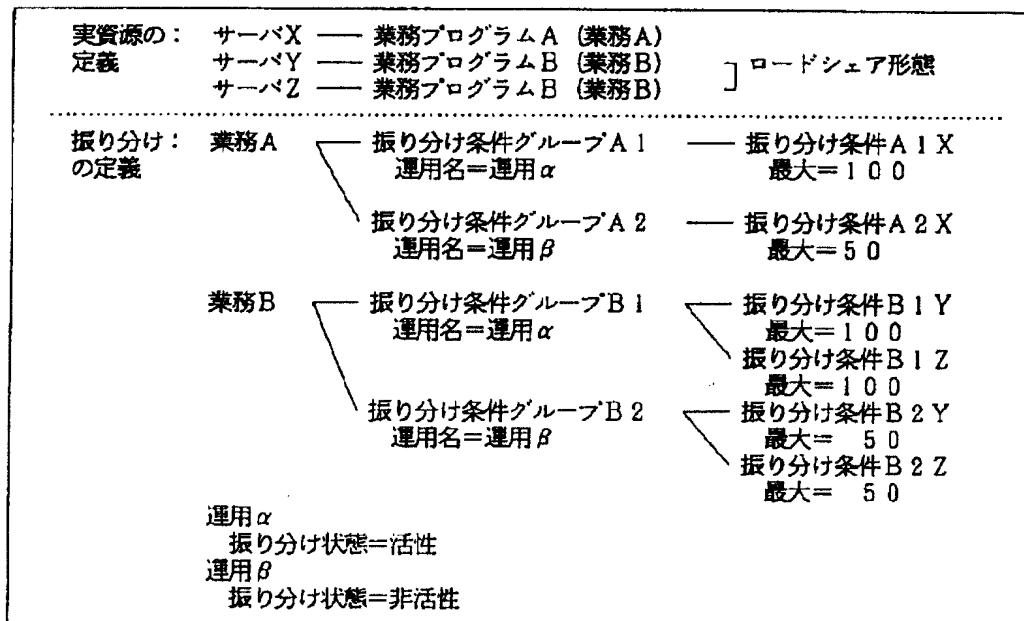 実資源の： サーバX ── 業務プログラムA（業務A）
定義 サーバY ── 業務プログラムB（業務B） ロードシェア形態
サーバZ ── 業務プログラムB（業務B）
振り分け： 業務A 振り分け条件グループA1 ── 振り分け条件A1X
の定義 運用名＝運用α 最大＝100
振り分け条件グループA2 ── 振り分け条件A2X
運用名＝運用β 最大＝50
業務B ── 振り分け条件グループB1 振り分け条件B1Y
運用名＝運用α 最大＝100
振り分け条件B1Z
最大＝100
振り分け条件グループB2 ── 振り分け条件B2Y
運用名＝運用β 最大＝ 50
振り分け条件B2Z
最大＝ 50
運用α
振り分け状態＝活性
運用β
振り分け状態＝非活性